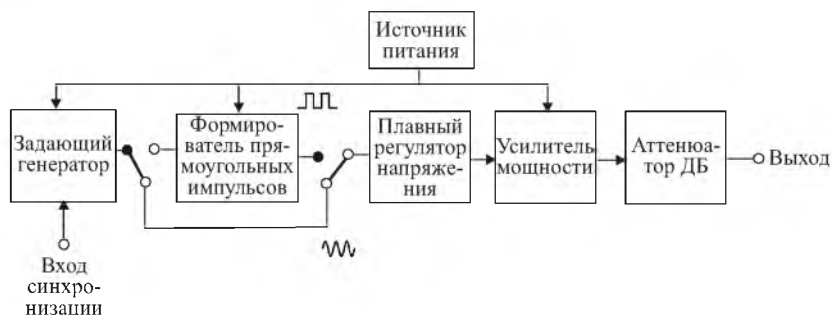 Источник
питания
Задающий
генератор
Формиро-
ватель пря-
моугольных
импульсов
Плавный
регулятор
напряже-
ния
Усилитель
мощности
Аттенюа-
тор ДБ
Выход
Вход
синхро-
низации